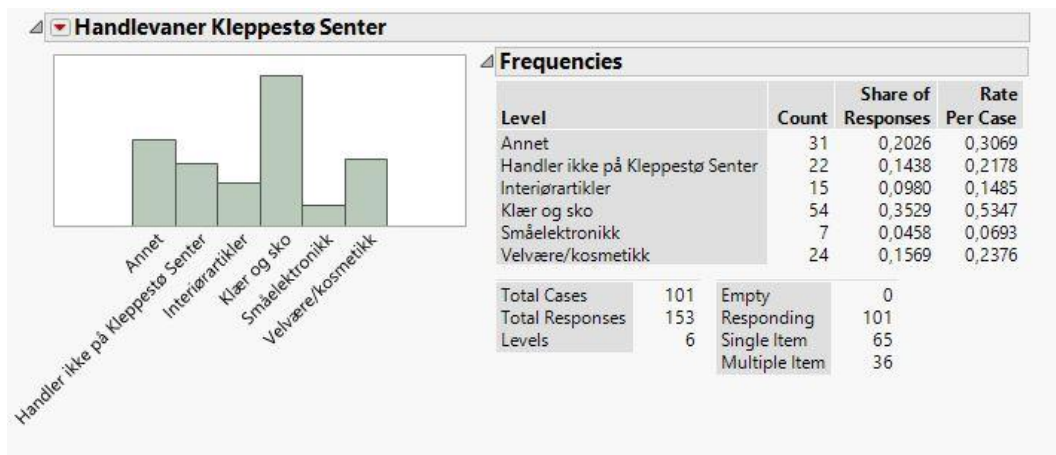 Handlevaner Kleppestø Senter
Annet
Handler ikke på Kleppestø Senter
Interiørartikler
Klær og sko
Småelektronikk
Velvære/kosmetikk
Frequencies
Share of Rate
Level Count Responses Per Case
Annet 31 0,2026 0,3069
Handler ikke på Kleppestø Senter 22 0,1438 0,2178
Interiørartikler 15 0,0980 0,1485
Klær og sko 54 0,3529 0,5347
Småelektronikk 7 0,0458 0,0693
Velvære/kosmetikk 24 0,1569 0,2376
Total Cases 101 Empty 0
Total Responses 153 Responding 101
Levels 6 Single Item 65
Multiple Item 36